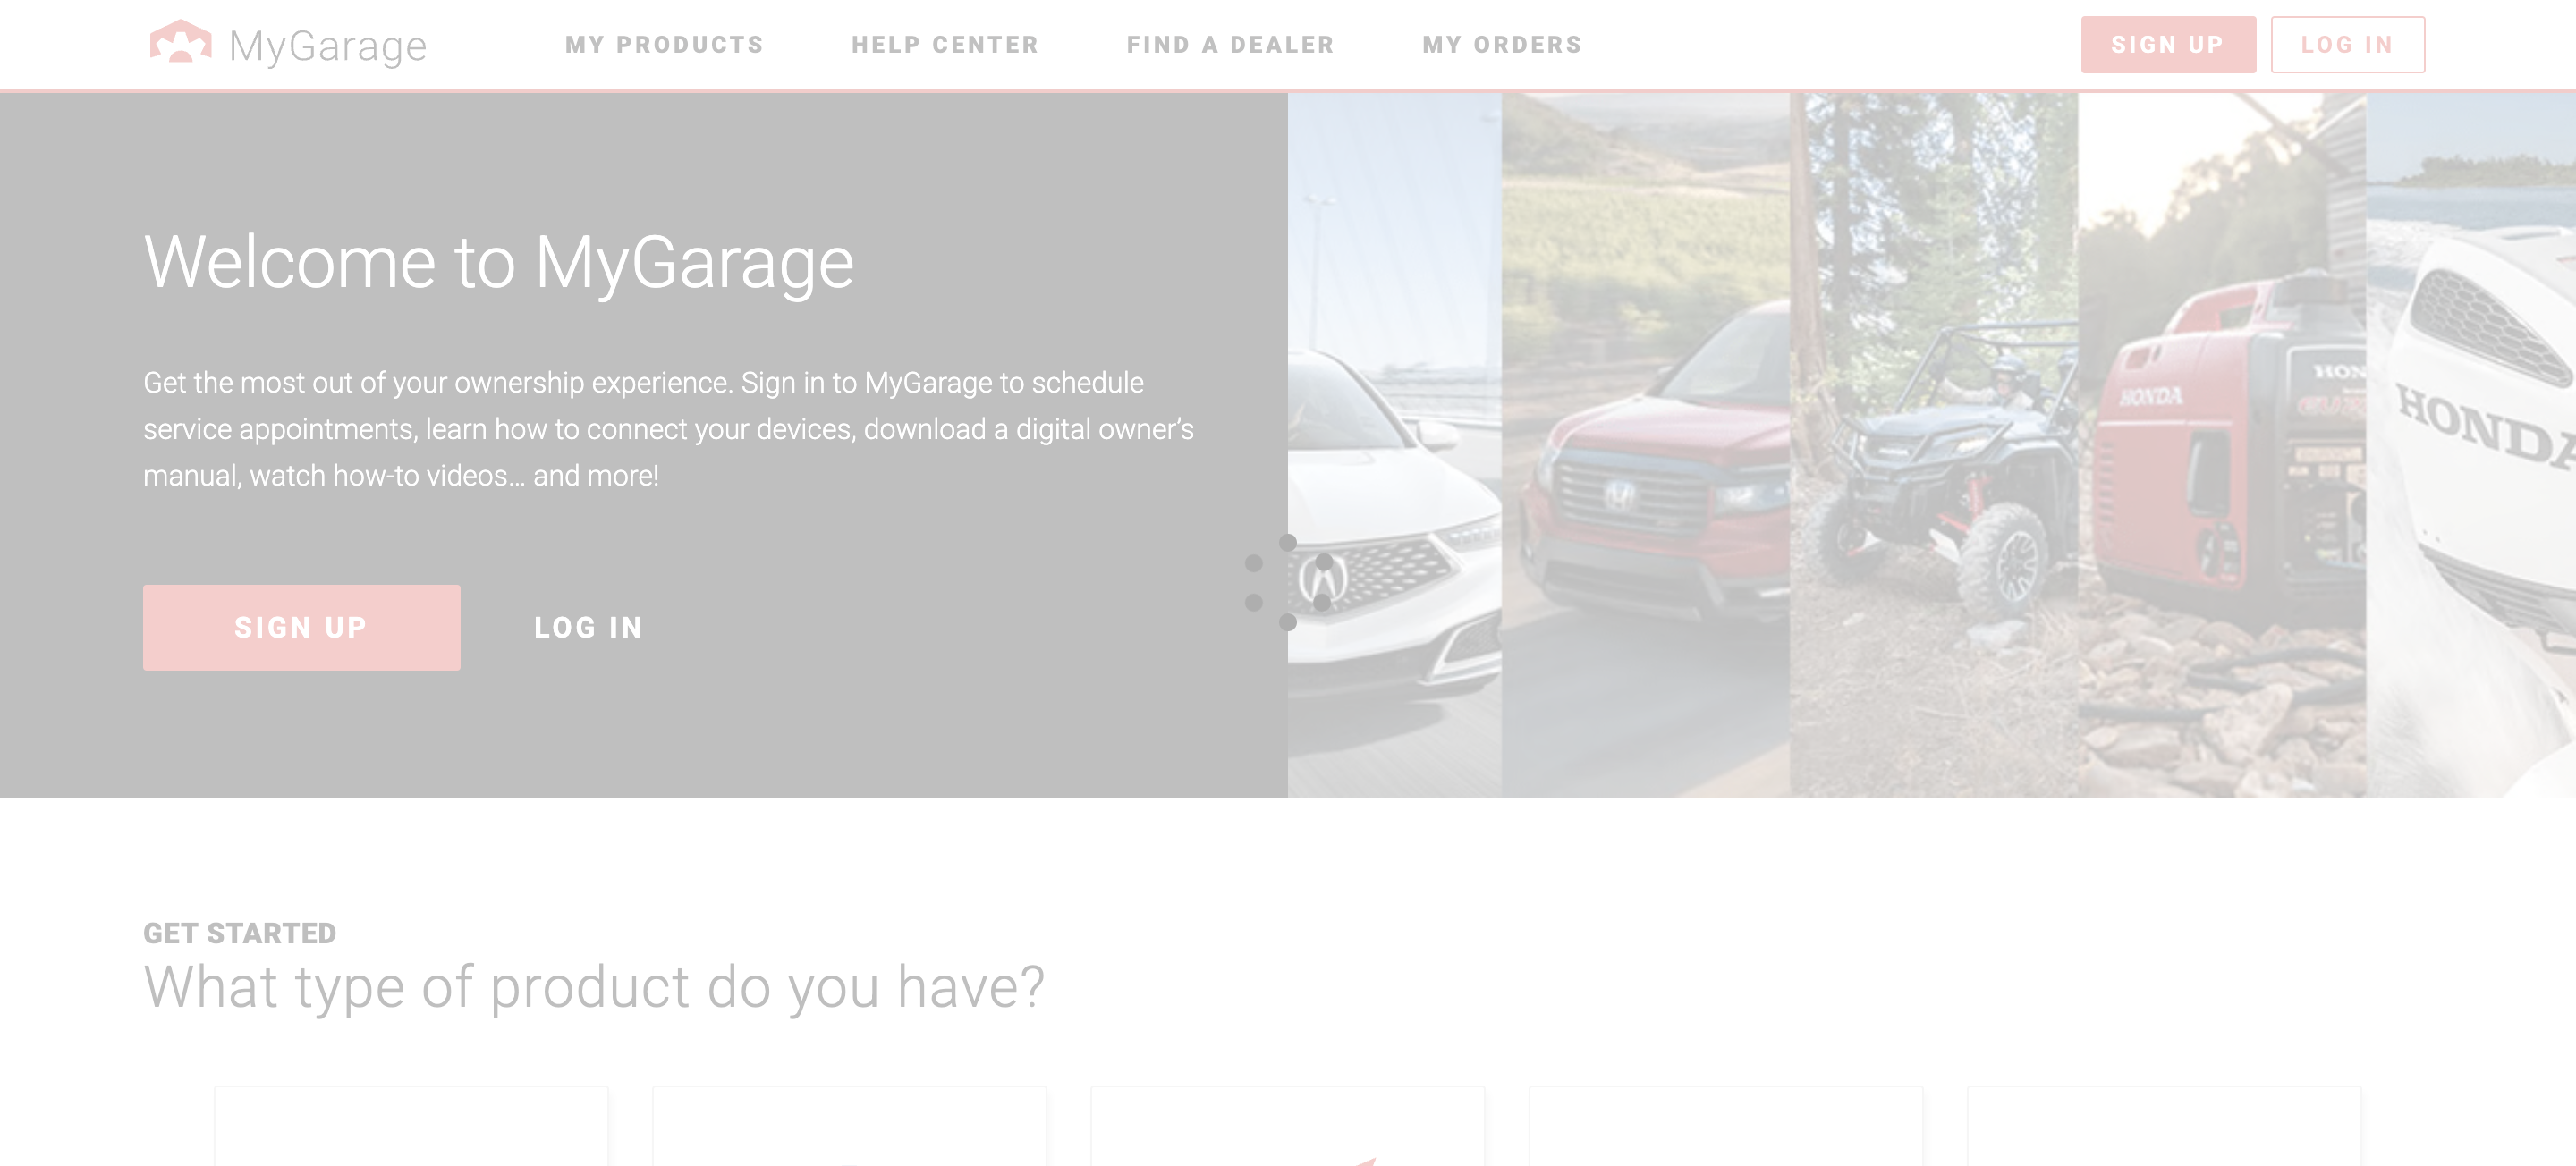 MyGarage
MY PRODUCTS
HELP CENTER
FIND A DEALER
MY ORDERS
SIGN UP
LOG IN
Welcome to MyGarage
Get the most out of your ownership experience. Sign in to MyGarage to schedule
service appointments, learn how to connect your devices, download a digital owner’s
manual, watch how-to videos... and more!
SIGN UP
LOG IN
HONDA
HON
HONDA
GET STARTED
What type of product do you have?